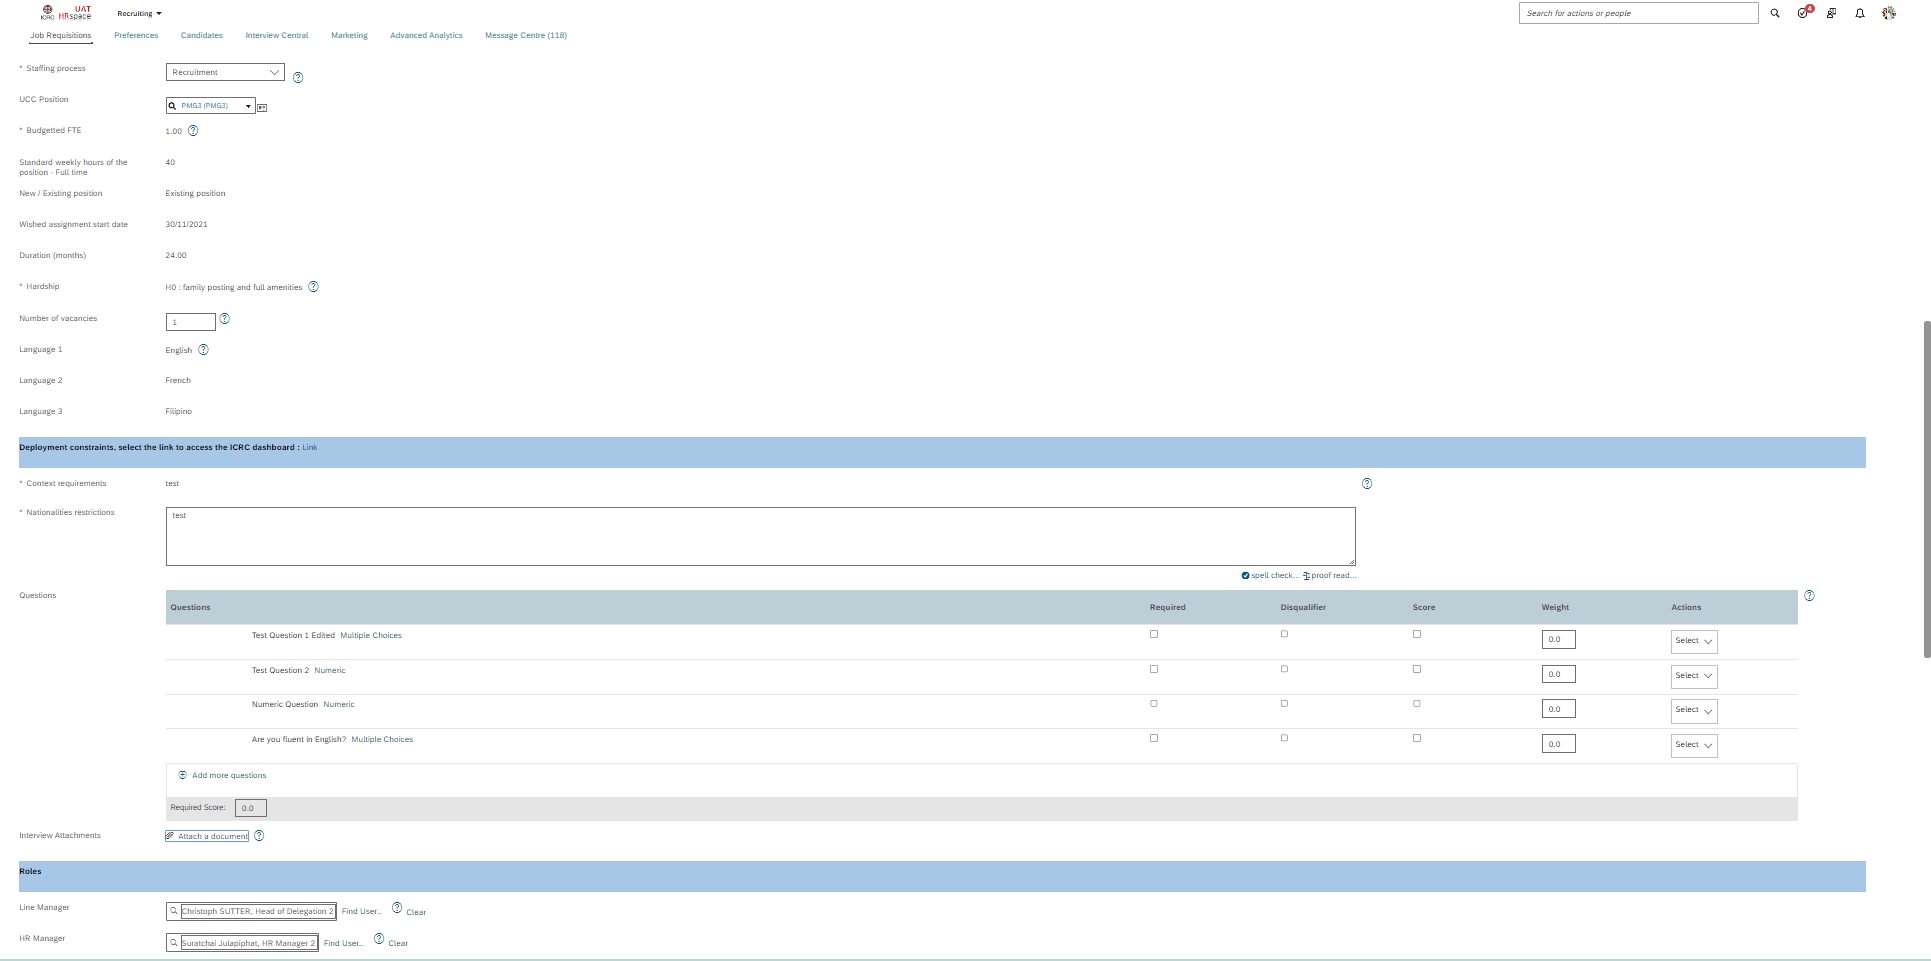 ICRC UAT HRspace Recruiting Search for actions or people 4
Job Requisitions Preferences Candidates Interview Central Marketing Advanced Analytics Message Centre (118)
* Staffing process Recruitment
UCC Position PMG3 (PMG3)
* Budgetted FTE 1.00
Standard weekly hours of the position - Full time 40
New / Existing position Existing position
Wished assignment start date 30/11/2021
Duration (months) 24.00
* Hardship H0 : family posting and full amenities
Number of vacancies 1
Language 1 English
Language 2 French
Language 3 Filipino
Deployment constraints, select the link to access the ICRC dashboard : Link
* Context requirements test
* Nationalities restrictions test
spell check... proof read...
Questions
Questions Required Disqualifier Score Weight Actions
Test Question 1 Edited Multiple Choices 0.0 Select
Test Question 2 Numeric 0.0 Select
Numeric Question Numeric 0.0 Select
Are you fluent in English? Multiple Choices 0.0 Select
Add more questions
Required Score: 0.0
Interview Attachments Attach a document
Roles
Line Manager Christoph SUTTER, Head of Delegation 2 Find User.. Clear
HR Manager Suratchai Julapiphat, HR Manager 2 Find User.. Clear